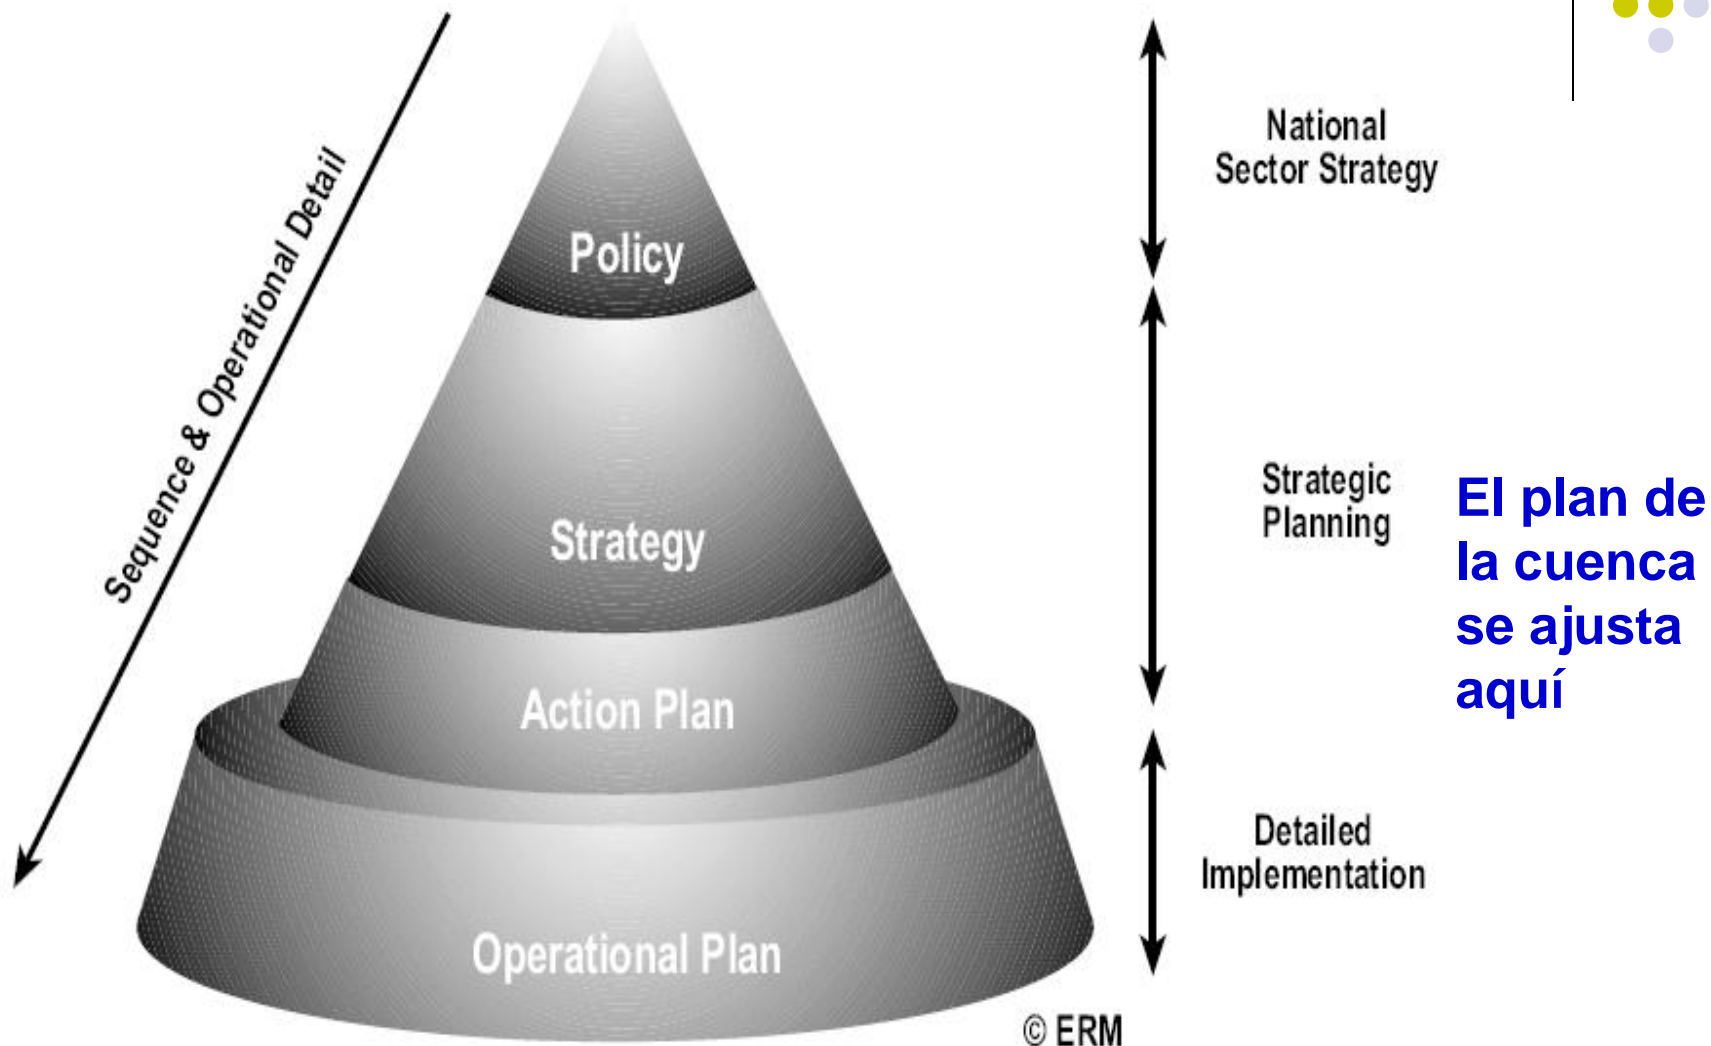 Sequence & Operational Detail
Policy
Strategy
Action Plan
Operational Plan
National
Sector Strategy
Strategic
Planning
Detailed
Implementation
El plan de
la cuenca
se ajusta
aquí
© ERM